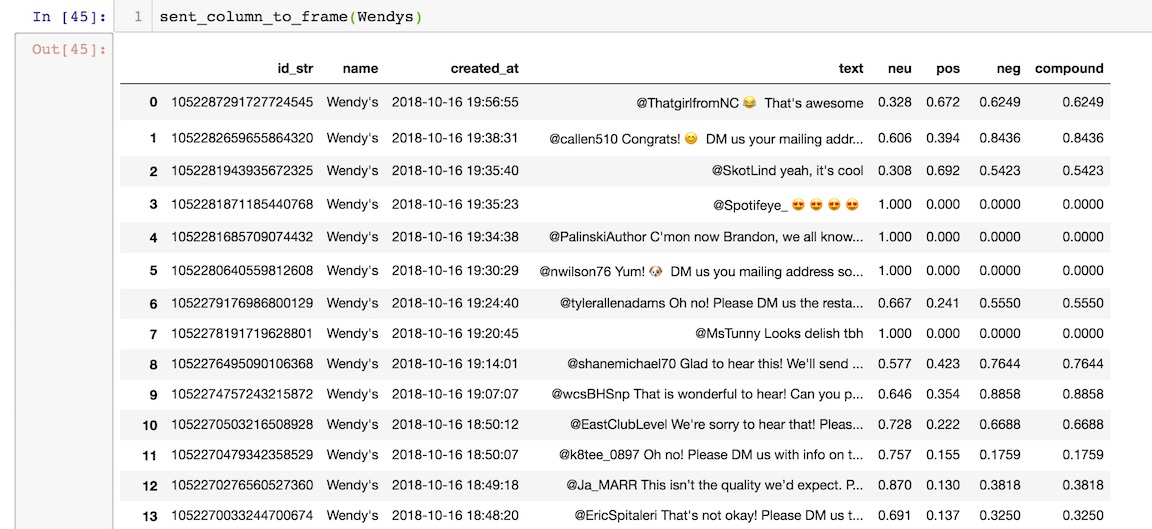 In [45]: 1 sent_column_to_frame(Wendys)
Out[45]:
id_str name created_at text neu pos neg compound
0 1052287291727724545 Wendy's 2018-10-16 19:56:55 @ThatgirlfromNC 😂 That's awesome 0.328 0.672 0.6249 0.6249
1 1052282659655864320 Wendy's 2018-10-16 19:38:31 @callen510 Congrats! 😊 DM us your mailing addr... 0.606 0.394 0.8436 0.8436
2 1052281943935672325 Wendy's 2018-10-16 19:35:40 @SkotLind yeah, it's cool 0.308 0.692 0.5423 0.5423
3 1052281871185440768 Wendy's 2018-10-16 19:35:23 @Spotifeye_ 😍 😍 😍 😍 1.000 0.000 0.0000 0.0000
4 1052281685709074432 Wendy's 2018-10-16 19:34:38 @PalinskiAuthor C'mon now Brandon, we all know... 1.000 0.000 0.0000 0.0000
5 1052280640559812608 Wendy's 2018-10-16 19:30:29 @nwilson76 Yum! 🐶 DM us you mailing address so... 1.000 0.000 0.0000 0.0000
6 1052279176986800129 Wendy's 2018-10-16 19:24:40 @tylerallenadams Oh no! Please DM us the resta... 0.667 0.241 0.5550 0.5550
7 1052278191719628801 Wendy's 2018-10-16 19:20:45 @MsTunny Looks delish tbh 1.000 0.000 0.0000 0.0000
8 1052276495090106368 Wendy's 2018-10-16 19:14:01 @shanemichael70 Glad to hear this! We'll send ... 0.577 0.423 0.7644 0.7644
9 1052274757243215872 Wendy's 2018-10-16 19:07:07 @wcsBHSnp That is wonderful to hear! Can you p... 0.646 0.354 0.8858 0.8858
10 1052270503216508928 Wendy's 2018-10-16 18:50:12 @EastClubLevel We're sorry to hear that! Pleas... 0.728 0.222 0.6688 0.6688
11 1052270479342358529 Wendy's 2018-10-16 18:50:07 @k8tee_0897 Oh no! Please DM us with info on t... 0.757 0.155 0.1759 0.1759
12 1052270276560527360 Wendy's 2018-10-16 18:49:18 @Ja_MARR This isn’t the quality we’d expect. P... 0.870 0.130 0.3818 0.3818
13 1052270033244700674 Wendy's 2018-10-16 18:48:20 @EricSpitaleri That's not okay! Please DM us t... 0.691 0.137 0.3250 0.3250